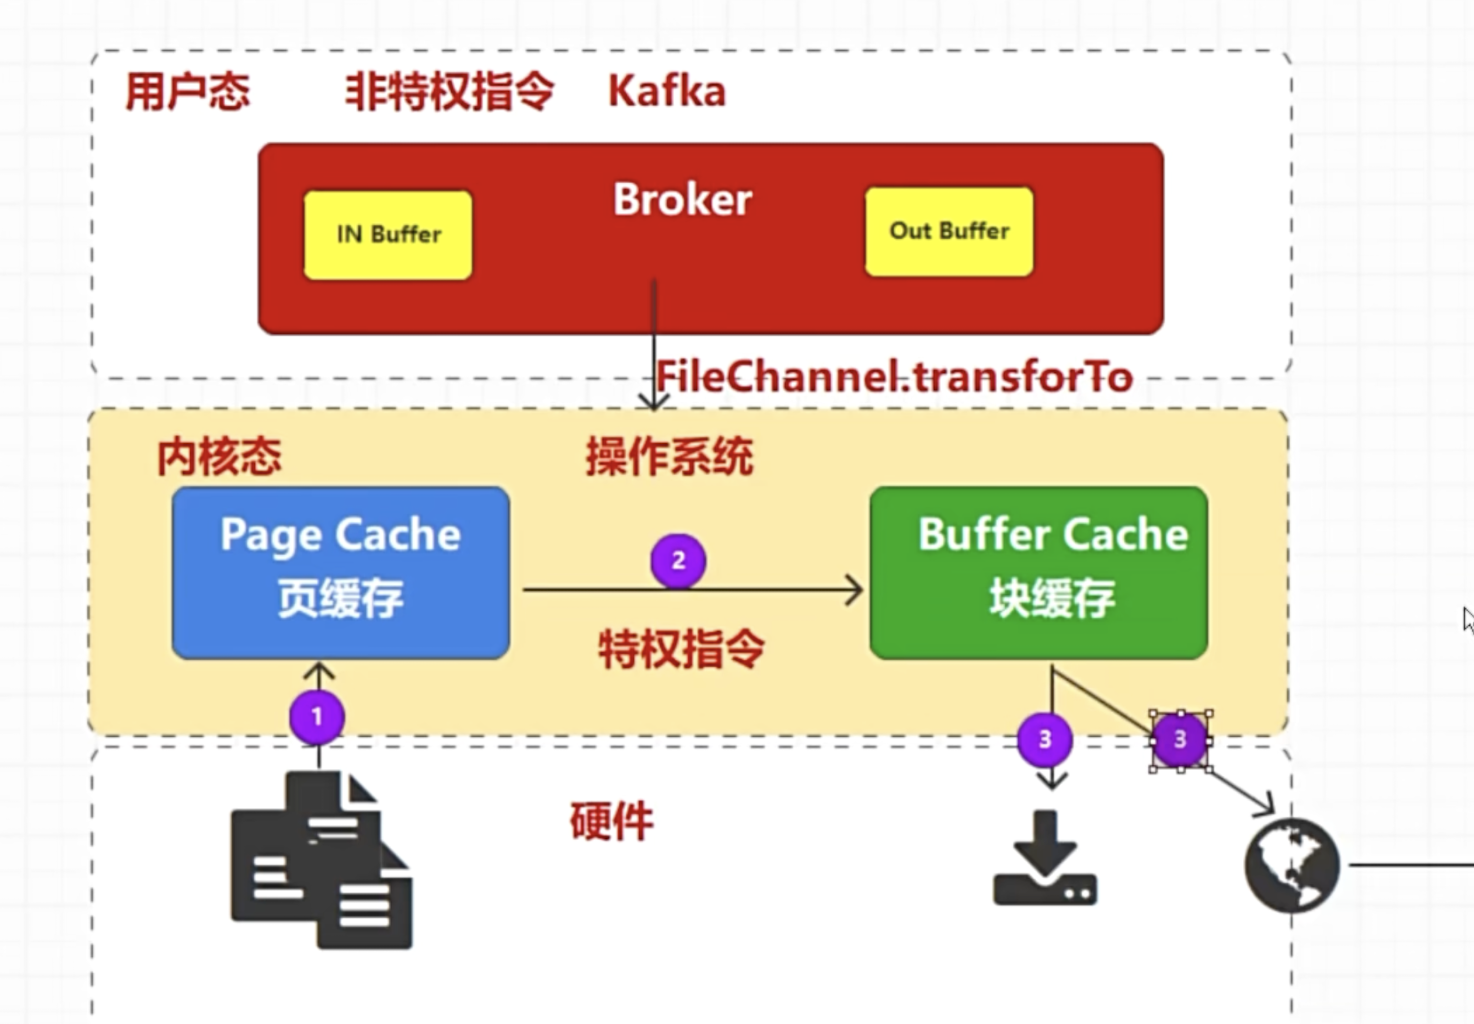 用户态 非特权指令 Kafka
Broker
IN Buffer
Out Buffer
FileChannel.transforTo
内核态 操作系统
Page Cache
页缓存
2
特权指令
Buffer Cache
块缓存
1
3
3
硬件